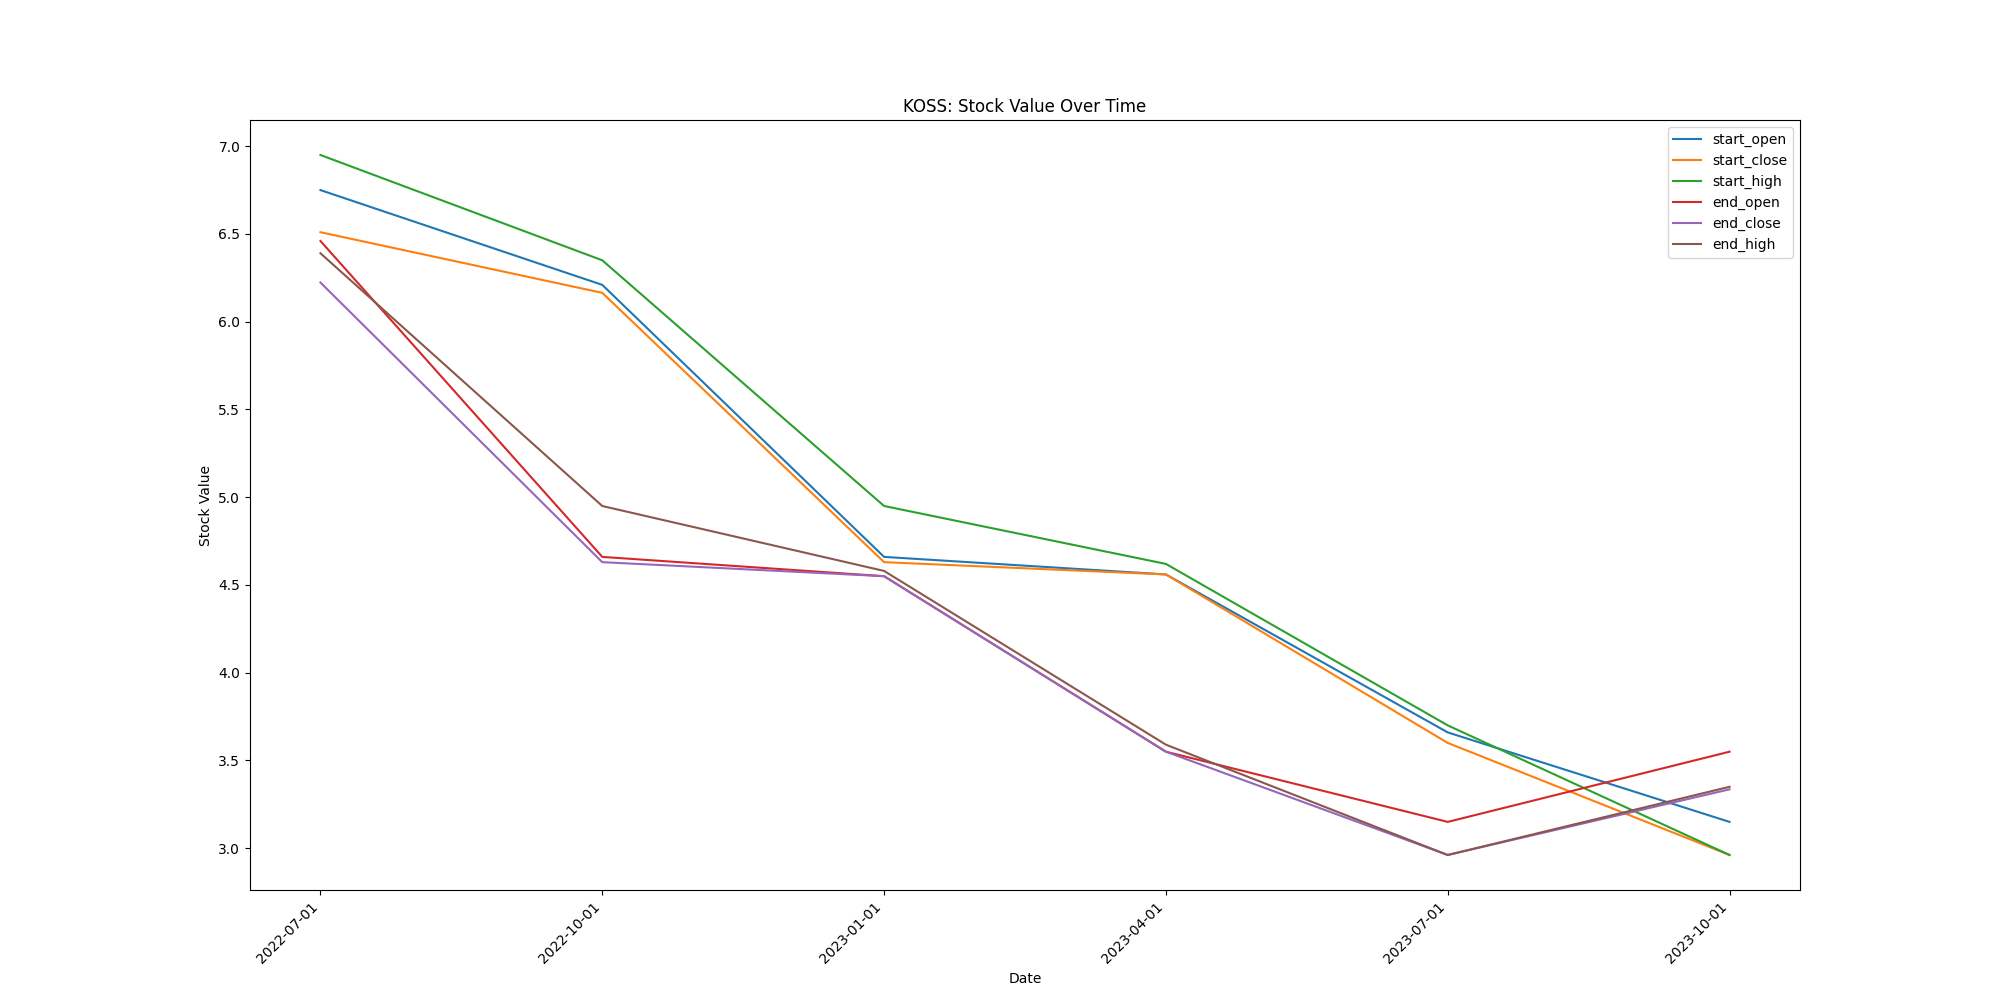 KOSS: Stock Value Over Time
start_open
start_close
start_high
end_open
end_close
end_high
Stock Value
7.0
6.5
6.0
5.5
5.0
4.5
4.0
3.5
3.0
2022-07-01
2022-10-01
2023-01-01
2023-04-01
2023-07-01
2023-10-01
Date